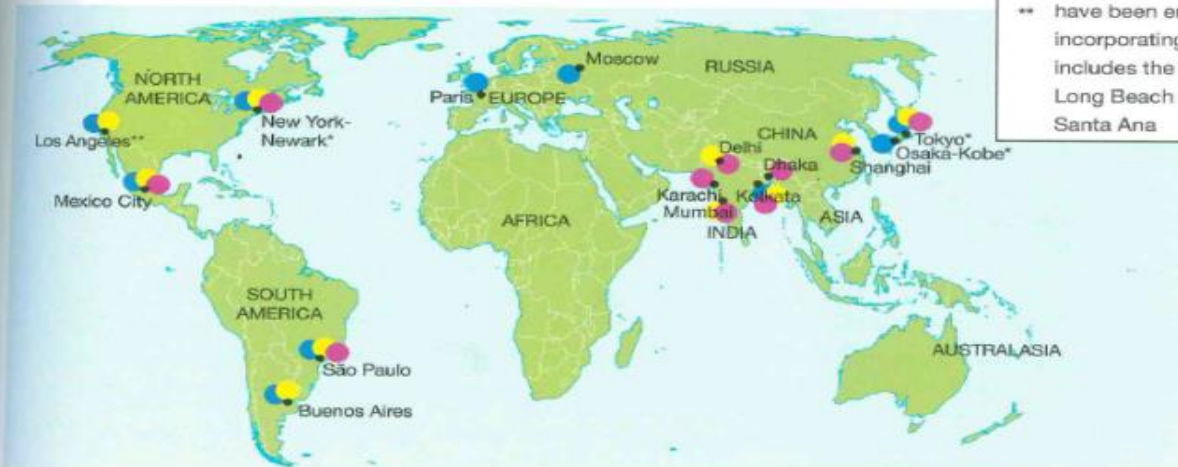 ** have been en
incorporating
includes the
Long Beach
Santa Ana
Moscow
RUSSIA
NORTH
AMERICA
Paris EUROPE
New York-
Newark*
Los Angeles**
CHINA
Tokyo*
Osaka-Kobe*
Delhi
Shanghai
Dhaka
Mexico City
Karachi
Kolkata
Mumbai
AFRICA
ASIA
INDIA
SOUTH
AMERICA
AUSTRALASIA
São Paulo
Buenos Aires